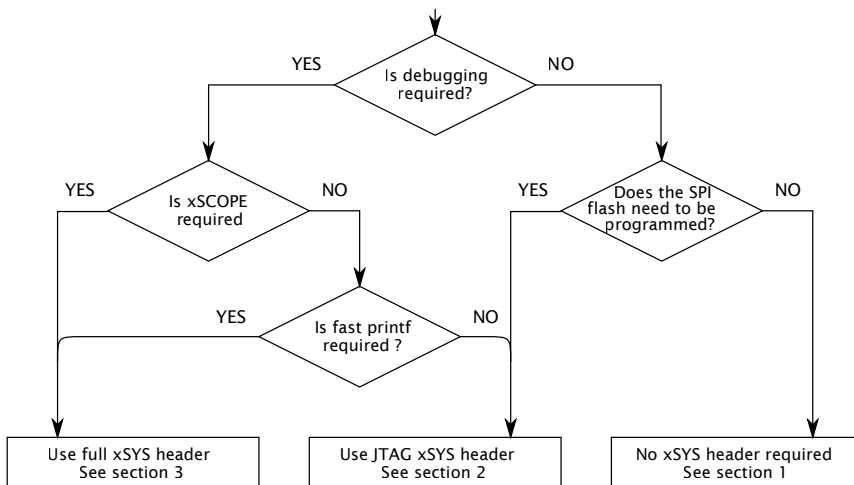 YES
NO
Is debugging
required?
YES
NO
YES
NO
Is xSCOPE
required
Does the SPI
flash need to be
programmed?
YES
NO
Is fast printf
required ?
Use full xSYS header
See section 3
Use JTAG xSYS header
See section 2
No xSYS header required
See section 1